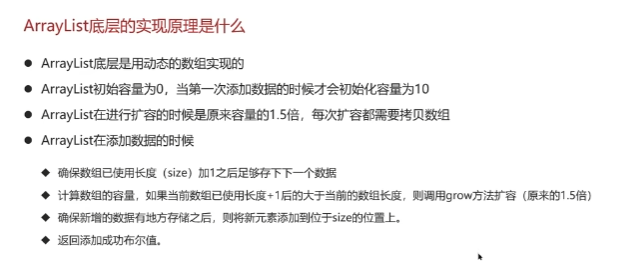 ArrayList底层的实现原理是什么
● ArrayList底层是用动态的数组实现的
● ArrayList初始容量为0，当第一次添加数据的时候才会初始化容量为10
● ArrayList在进行扩容的时候是原来容量的1.5倍，每次扩容都需要拷贝数组
● ArrayList在添加数据的时候
◆ 确保数组已使用长度（size）加1之后足够存下下一个数据
◆ 计算数组的容量，如果当前数组已使用长度+1后的大于当前的数组长度，则调用grow方法扩容（原来的1.5倍）
◆ 确保新增的数据有地方存储之后，则将新元素添加到位于size的位置上。
◆ 返回添加成功布尔值。